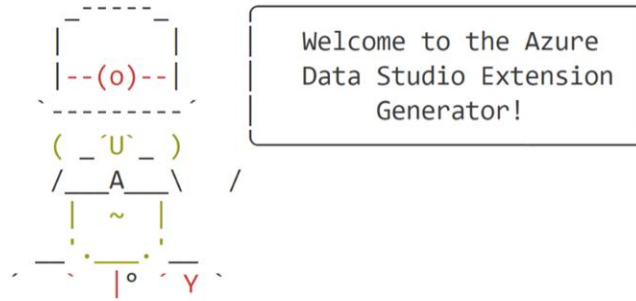 Welcome to the Azure
Data Studio Extension
Generator!